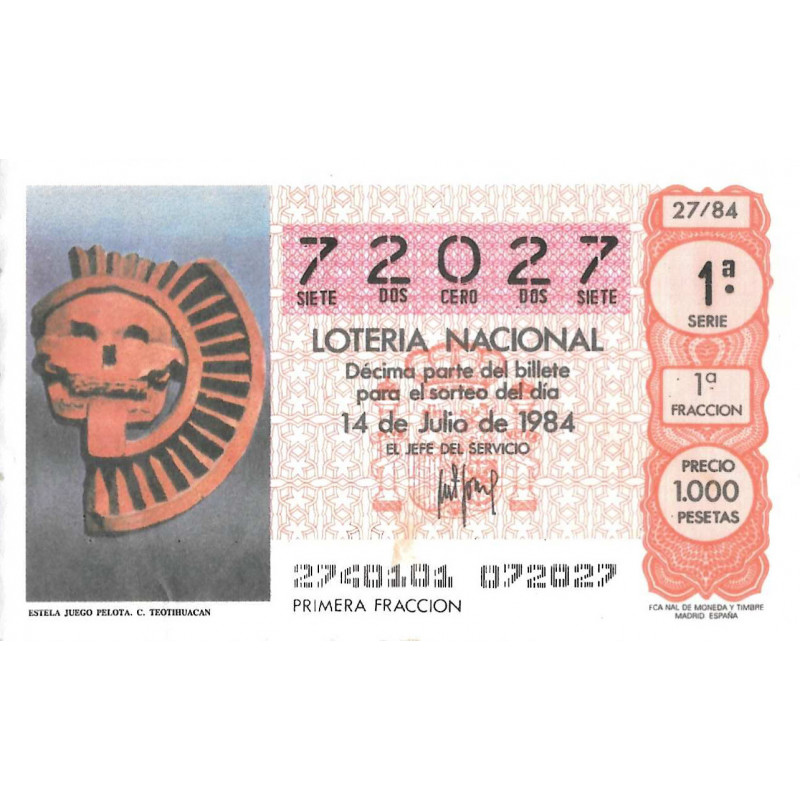 27/84
7 2 0 2 7
SIETE DOS CERO DOS SIETE
1ª
SERIE
LOTERIA NACIONAL
Décima parte del billete
para el sorteo del día
14 de Julio de 1984
EL JEFE DEL SERVICIO
1ª
FRACCION
PRECIO
1.000
PESETAS
2740101 072027
PRIMERA FRACCION
ESTELA JUEGO PELOTA. C. TEOTIHUACAN
FCA NAL DE MONEDA Y TIMBRE
MADRID. ESPAÑA